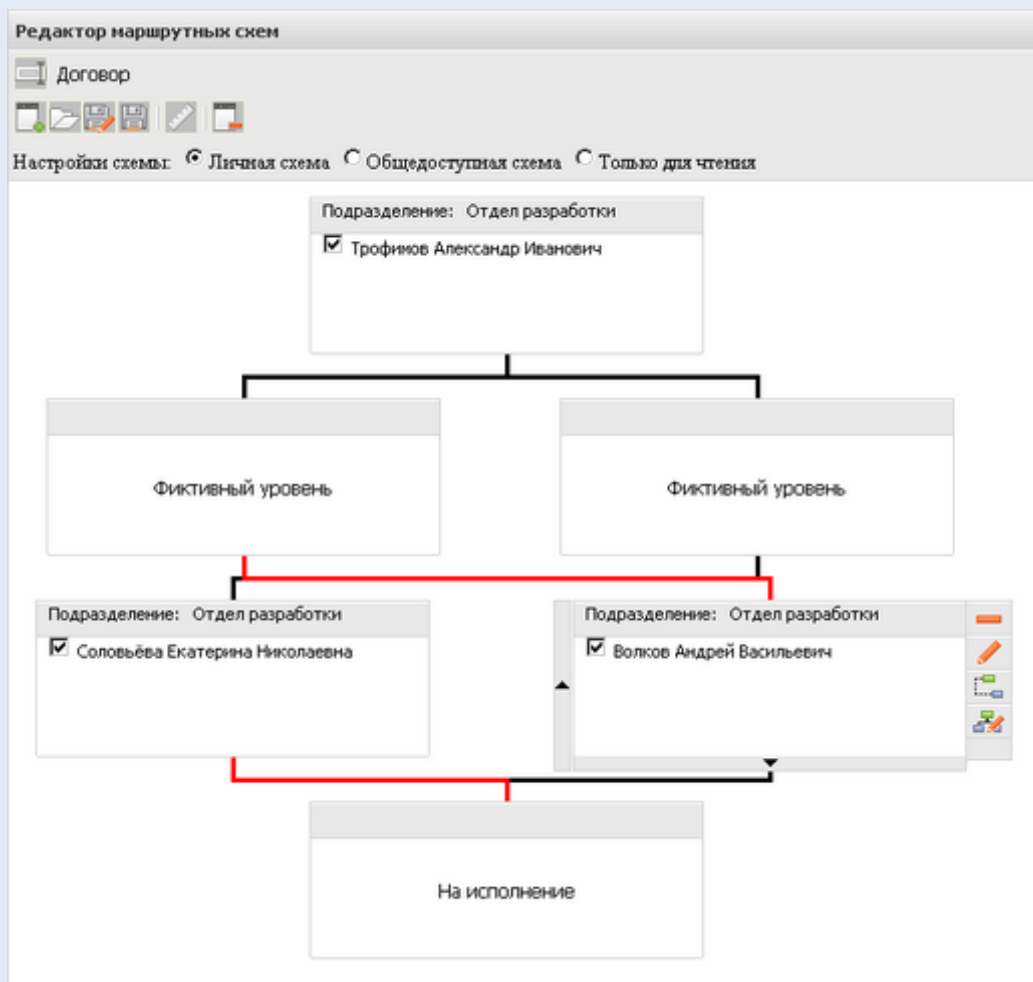 Редактор маршрутных схем
Договор
Настройки схемы: Личная схема Общедоступная схема Только для чтения
Подразделение: Отдел разработки
Трофимов Александр Иванович
Фиктивный уровень
Фиктивный уровень
Подразделение: Отдел разработки
Соловьёва Екатерина Николаевна
Подразделение: Отдел разработки
Волков Андрей Васильевич
На исполнение